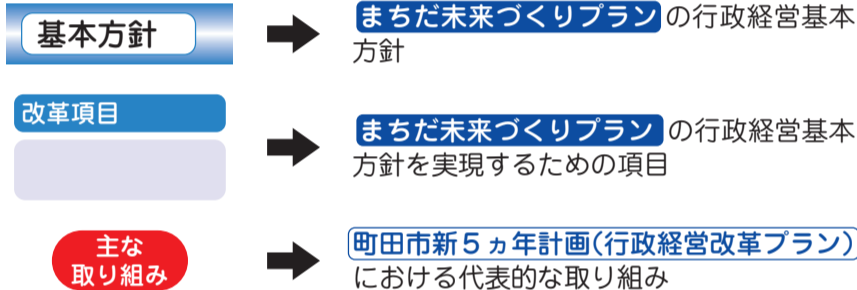 基本方針
まちだ未来づくりプランの行政経営基本
方針
改革項目
まちだ未来づくりプランの行政経営基本
方針を実現するための項目
主な
取り組み
町田市新５ヵ年計画(行政経営改革プラン)
における代表的な取り組み